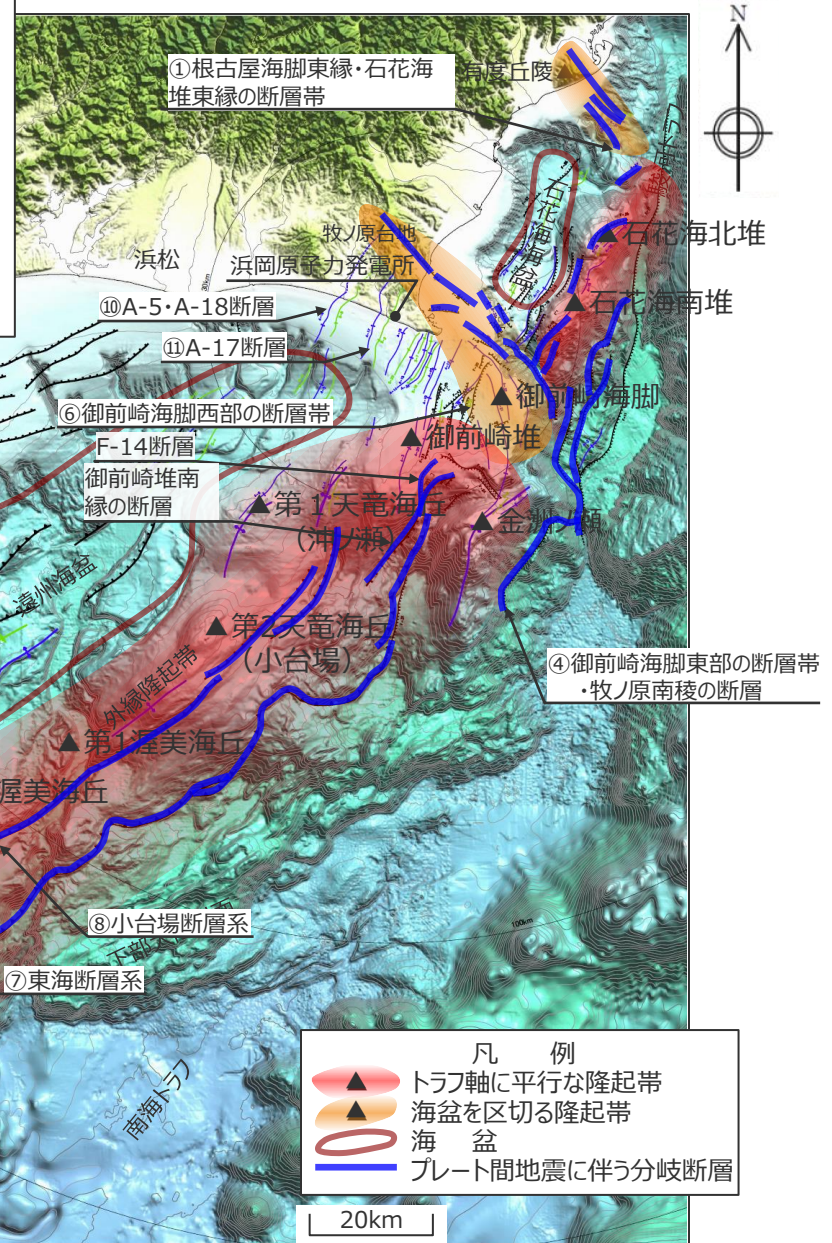 N
①根古屋海脚東縁・石花海
堆東縁の断層帯
有度丘陵
石花海海盆
石花海北堆
石花海南堆
牧ノ原台地
浜松
浜岡原子力発電所
⑩A-5・A-18断層
⑪A-17断層
⑥御前崎海脚西部の断層帯
御前崎海脚
御前崎堆
F-14断層
御前崎堆南
縁の断層
第1天竜海丘
(沖ノ瀬)
金洲ノ瀬
遠州海盆
第2天竜海丘
(小台場)
④御前崎海脚東部の断層帯
・牧ノ原南稜の断層
外縁隆起帯
第1渥美海丘
渥美海丘
⑧小台場断層系
100km
⑦東海断層系
南海トラフ
凡 例
トラフ軸に平行な隆起帯
海盆を区切る隆起帯
海 盆
プレート間地震に伴う分岐断層
20km